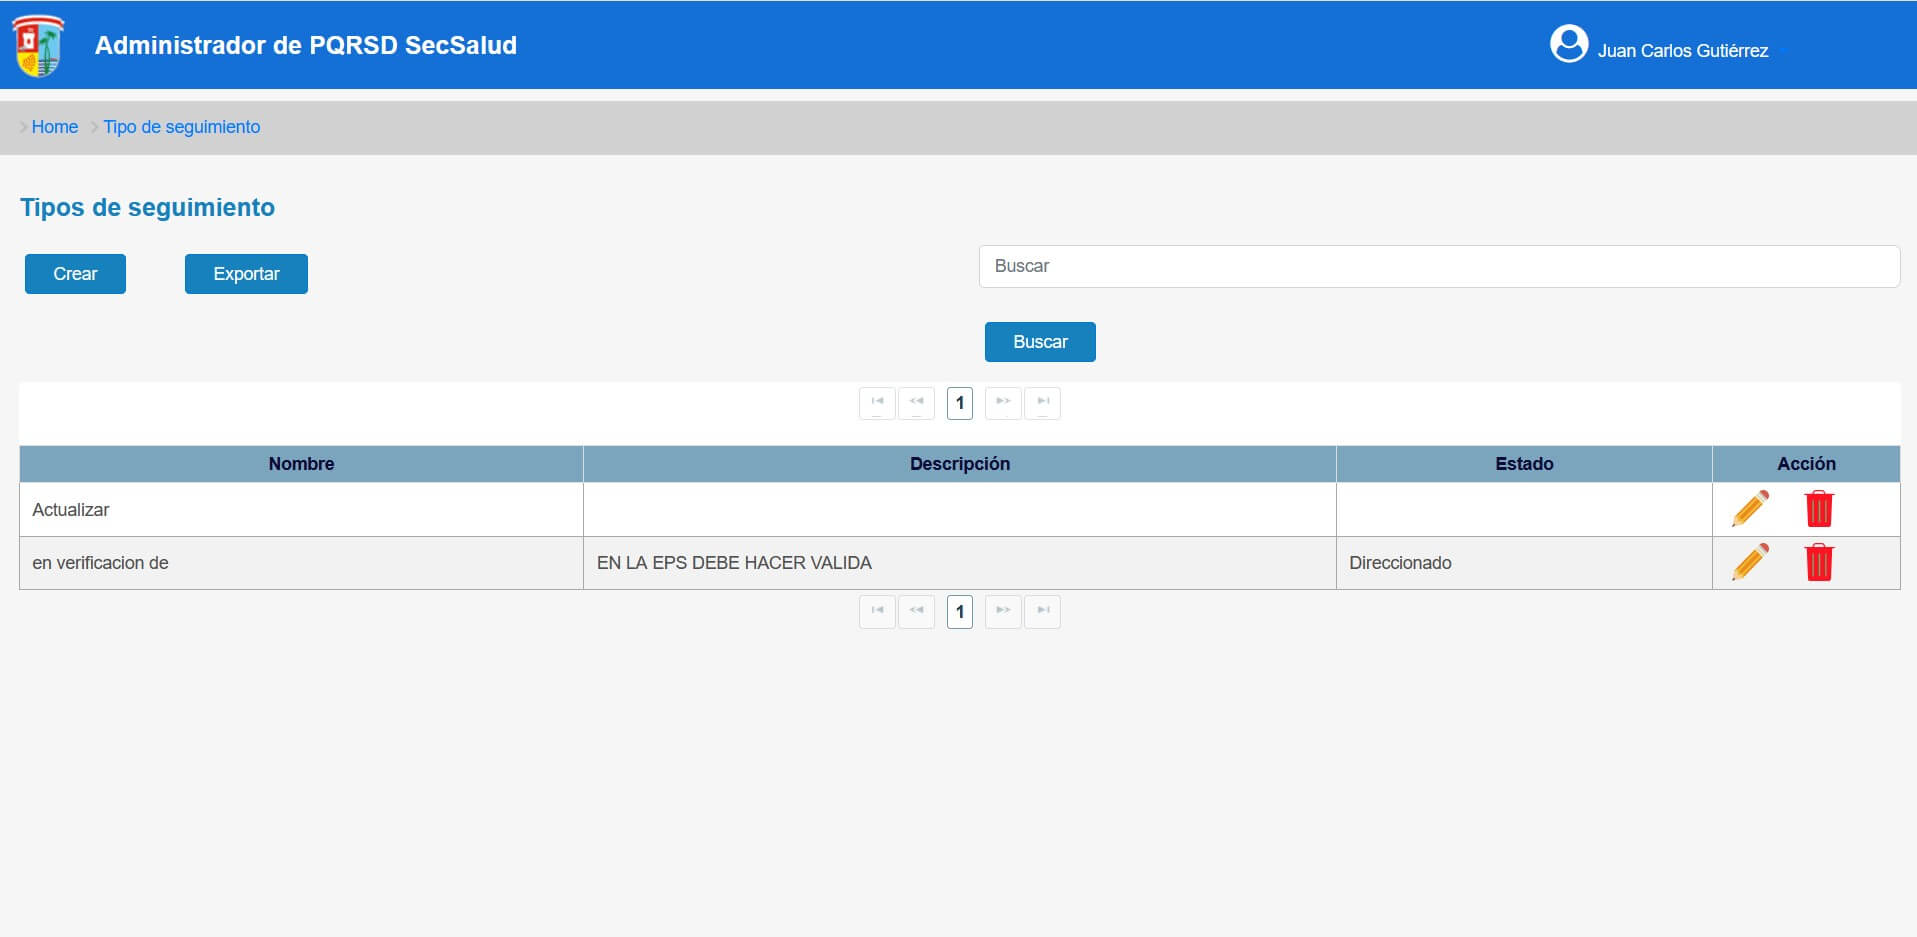 Administrador de PQRSD SecSalud
Juan Carlos Gutiérrez
Home Tipo de seguimiento
Tipos de seguimiento
Crear Exportar
Buscar
Buscar
1
Nombre Descripción Estado Acción
Actualizar
en verificacion de EN LA EPS DEBE HACER VALIDA Direccionado
1